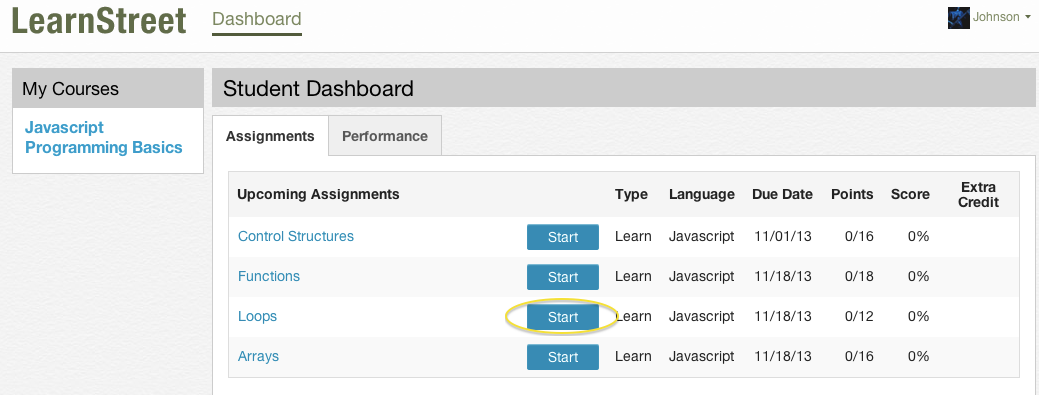 LearnStreet Dashboard Johnson
My Courses
Javascript
Programming Basics
Student Dashboard
Assignments Performance
Upcoming Assignments Type Language Due Date Points Score Extra Credit
Control Structures Start Learn Javascript 11/01/13 0/16 0%
Functions Start Learn Javascript 11/18/13 0/18 0%
Loops Start Learn Javascript 11/18/13 0/12 0%
Arrays Start Learn Javascript 11/18/13 0/16 0%